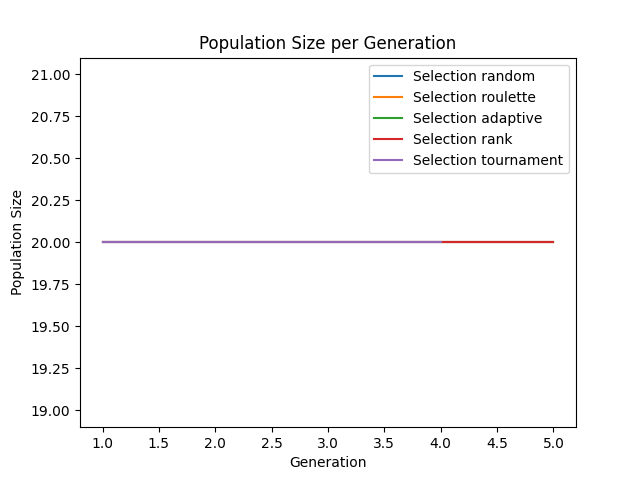 Population Size per Generation
Selection random
Selection roulette
Selection adaptive
Selection rank
Selection tournament
21.00
20.75
20.50
20.25
20.00
19.75
19.50
19.25
19.00
Population Size
1.0 1.5 2.0 2.5 3.0 3.5 4.0 4.5 5.0
Generation